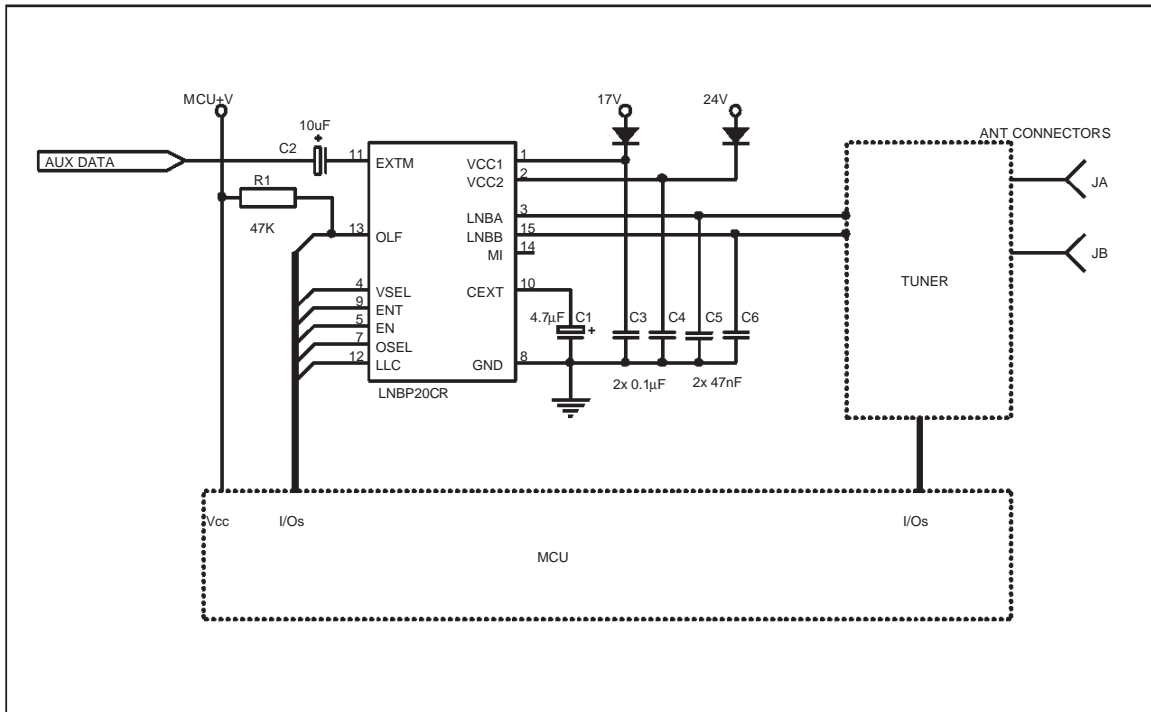 MCU+V
17V
24V
10uF
+
ANT CONNECTORS
AUX DATA
C2
11
EXTM
VCC1
1
VCC2
2
JA
R1
47K
LNBA
3
13
OLF
LNBB
15
MI
14
JB
TUNER
4
VSEL
CEXT
10
9
ENT
4.7µF
C1
+
C3
C4
C5
C6
5
EN
7
OSEL
12
LLC
GND
8
2x 0.1µF
2x 47nF
LNBP20CR
Vcc
I/Os
I/Os
MCU